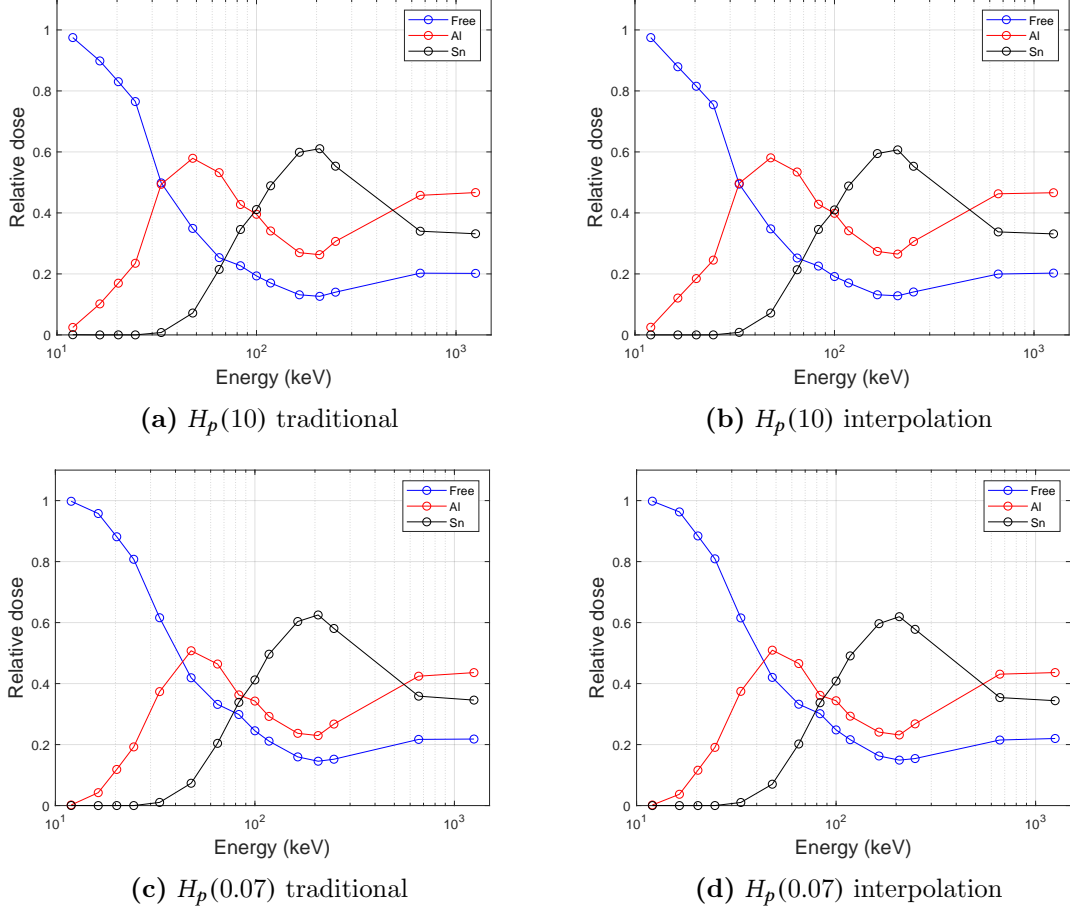 Relative dose
1
0.8
0.6
0.4
0.2
0
10^1
10^2
10^3
Energy (keV)
Free
Al
Sn
(a) H_p(10) traditional
Relative dose
1
0.8
0.6
0.4
0.2
0
10^1
10^2
10^3
Energy (keV)
Free
Al
Sn
(b) H_p(10) interpolation
Relative dose
1
0.8
0.6
0.4
0.2
0
10^1
10^2
10^3
Energy (keV)
Free
Al
Sn
(c) H_p(0.07) traditional
Relative dose
1
0.8
0.6
0.4
0.2
0
10^1
10^2
10^3
Energy (keV)
Free
Al
Sn
(d) H_p(0.07) interpolation